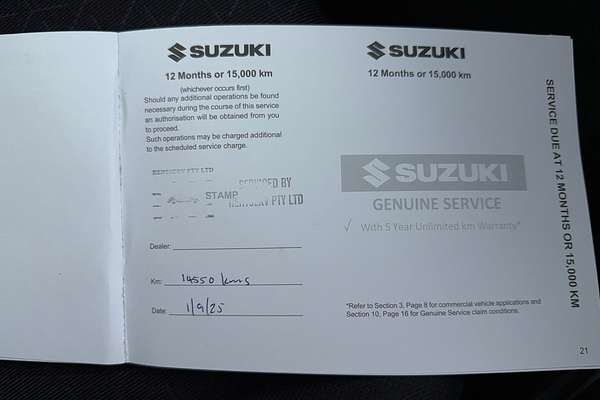 SUZUKI
12 Months or 15,000 km
(whichever occurs first)
Should any additional operations be found
necessary during the course of this service
an authorisation will be obtained from you
to proceed.
Such operations may be charged additional
to the scheduled service charge.
PTY LTD
SERVICED BY
STAMP
PTY LTD
Dealer:
Km: 14550 kms
Date: 1/9/25
SUZUKI
12 Months or 15,000 km
SUZUKI
GENUINE SERVICE
√ With 5 Year Unlimited km Warranty*
*Refer to Section 3, Page 8 for commercial vehicle applications and
Section 10, Page 16 for Genuine Service claim conditions.
SERVICE DUE AT 12 MONTHS OR 15,000 KM
21